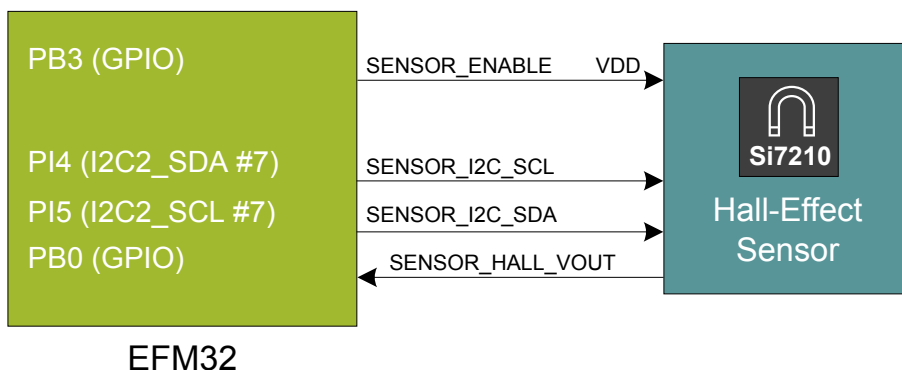 PB3 (GPIO)
SENSOR_ENABLE VDD
PI4 (I2C2_SDA #7)
SENSOR_I2C_SCL
PI5 (I2C2_SCL #7)
SENSOR_I2C_SDA
PB0 (GPIO)
SENSOR_HALL_VOUT
Si7210
Hall-Effect
Sensor
EFM32